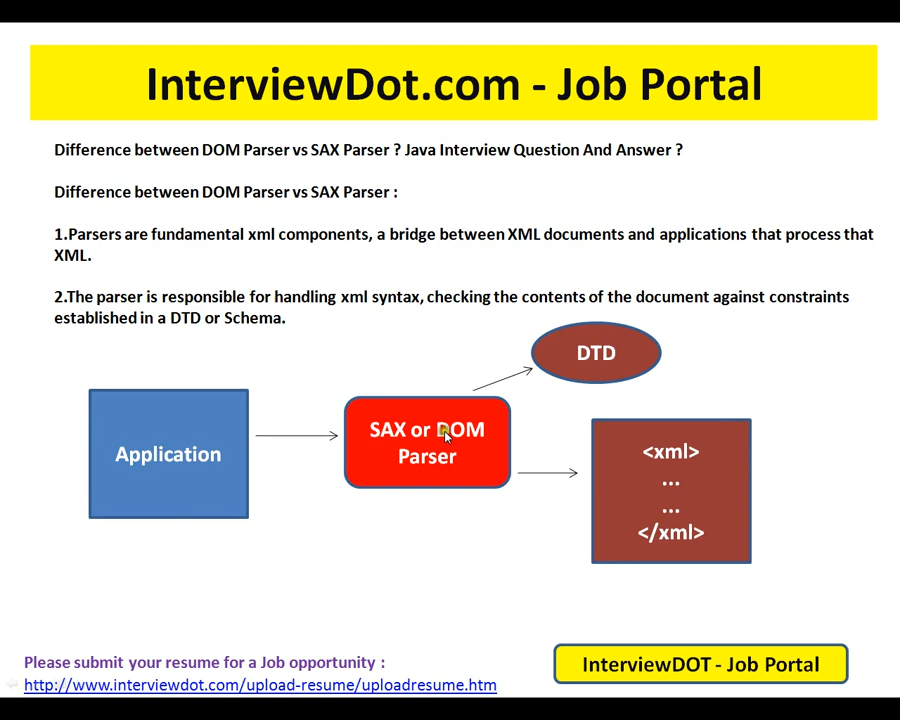 InterviewDot.com - Job Portal
Difference between DOM Parser vs SAX Parser ? Java Interview Question And Answer ?
Difference between DOM Parser vs SAX Parser :
1.Parsers are fundamental xml components, a bridge between XML documents and applications that process that
XML.
2.The parser is responsible for handling xml syntax, checking the contents of the document against constraints
established in a DTD or Schema.
DTD
Application
SAX or DOM
Parser
<xml>
...
...
</xml>
Please submit your resume for a Job opportunity :
http://www.interviewdot.com/upload-resume/uploadresume.htm
InterviewDOT - Job Portal